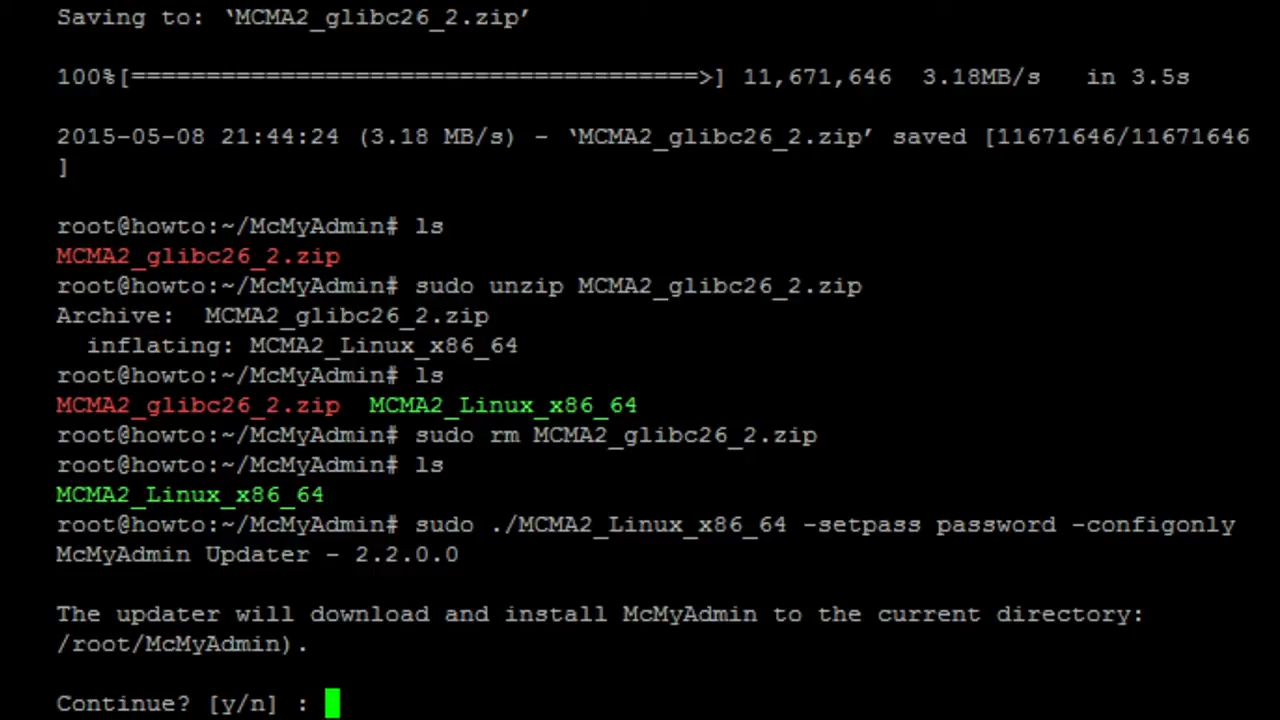 Saving to: ‘MCMA2_glibc26_2.zip’
100%[======================================>] 11,671,646  3.18MB/s   in 3.5s
2015-05-08 21:44:24 (3.18 MB/s) - ‘MCMA2_glibc26_2.zip’ saved [11671646/11671646
]
root@howto:~/McMyAdmin# ls
MCMA2_glibc26_2.zip
root@howto:~/McMyAdmin# sudo unzip MCMA2_glibc26_2.zip
Archive:  MCMA2_glibc26_2.zip
  inflating: MCMA2_Linux_x86_64
root@howto:~/McMyAdmin# ls
MCMA2_glibc26_2.zip  MCMA2_Linux_x86_64
root@howto:~/McMyAdmin# sudo rm MCMA2_glibc26_2.zip
root@howto:~/McMyAdmin# ls
MCMA2_Linux_x86_64
root@howto:~/McMyAdmin# sudo ./MCMA2_Linux_x86_64 -setpass password -configonly
McMyAdmin Updater - 2.2.0.0
The updater will download and install McMyAdmin to the current directory:
/root/McMyAdmin).
Continue? [y/n] :